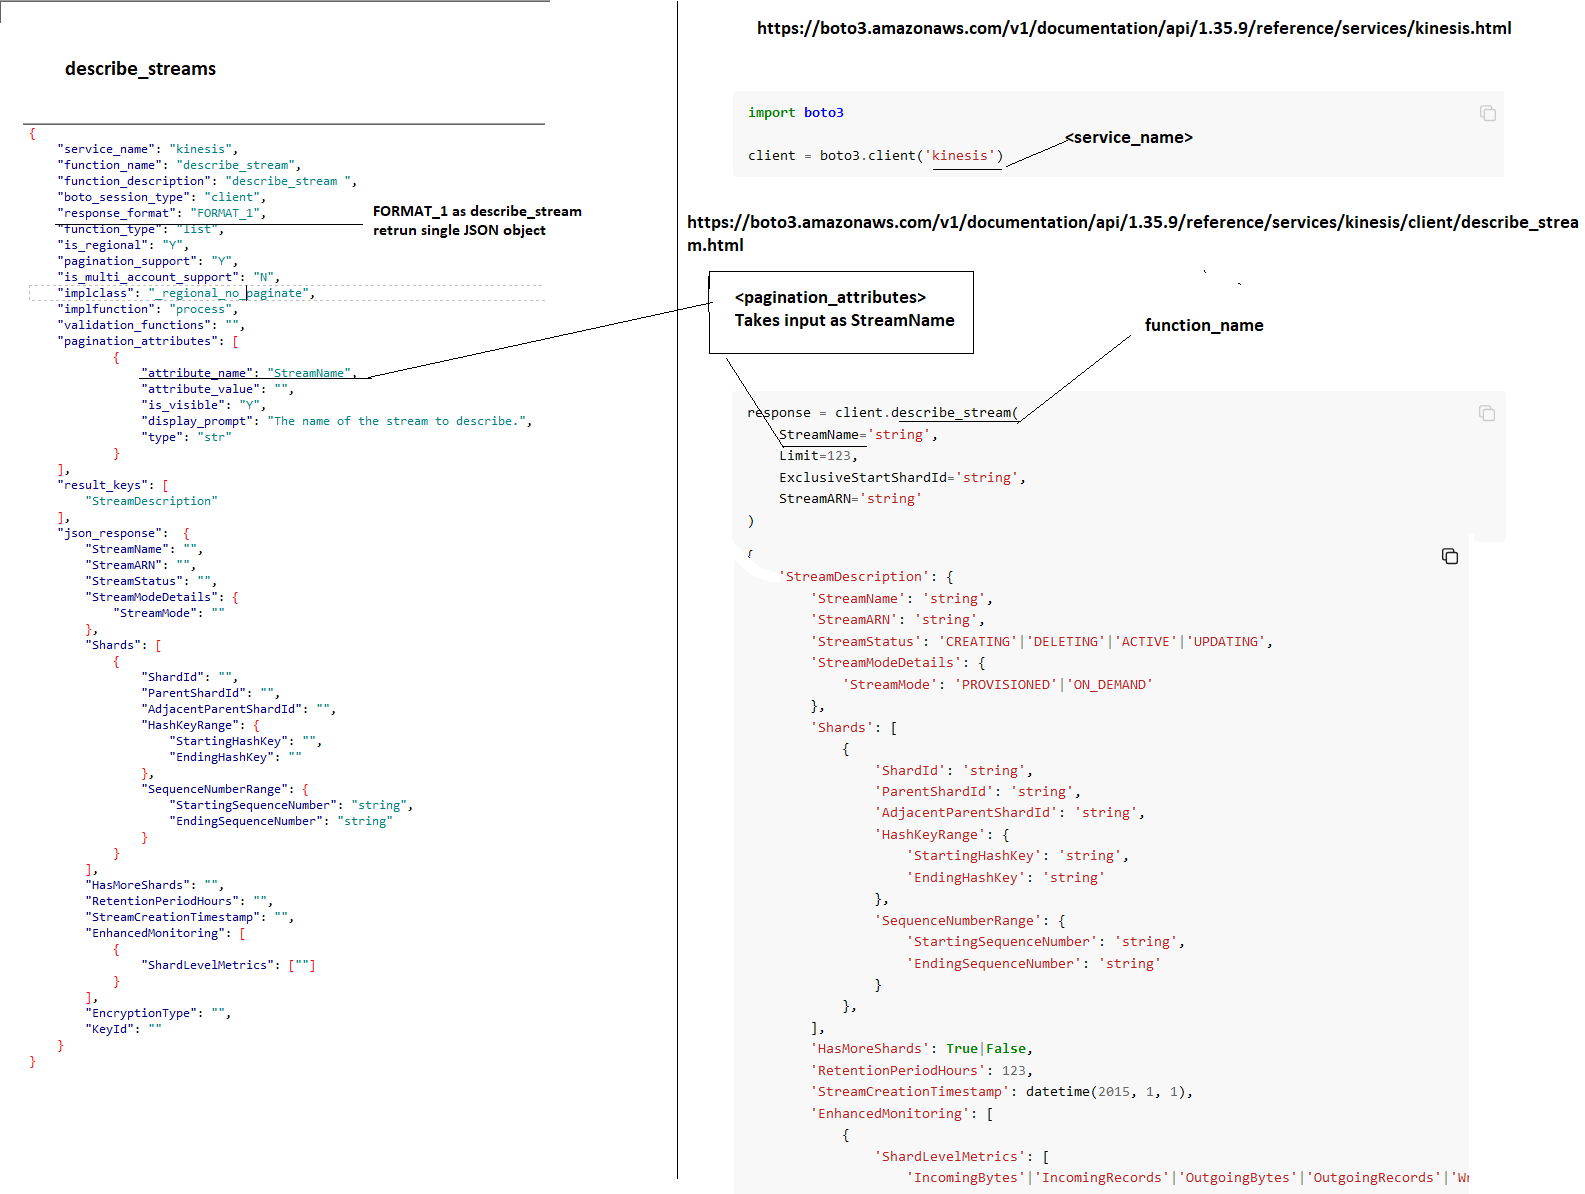 describe_streams
{
"service_name": "kinesis",
"function_name": "describe_stream",
"function_description": "describe_stream ",
"boto_session_type": "client",
"response_format": "FORMAT_1",
"function_type": "list",
"is_regional": "Y",
"pagination_support": "Y",
"is_multi_account_support": "N",
"implclass": "_regional_no_paginate",
"implfunction": "process",
"validation_functions": "",
"pagination_attributes": [
{
"attribute_name": "StreamName",
"attribute_value": "",
"is_visible": "Y",
"display_prompt": "The name of the stream to describe.",
"type": "str"
}
],
"result_keys": [
"StreamDescription"
],
"json_response":  {
"StreamName": "",
"StreamARN": "",
"StreamStatus": "",
"StreamModeDetails": {
"StreamMode": ""
},
"Shards": [
{
"ShardId": "",
"ParentShardId": "",
"AdjacentParentShardId": "",
"HashKeyRange": {
"StartingHashKey": "",
"EndingHashKey": ""
},
"SequenceNumberRange": {
"StartingSequenceNumber": "string",
"EndingSequenceNumber": "string"
}
}
],
"HasMoreShards": "",
"RetentionPeriodHours": "",
"StreamCreationTimestamp": "",
"EnhancedMonitoring": [
{
"ShardLevelMetrics": [""]
}
],
"EncryptionType": "",
"KeyId": ""
}
}
FORMAT_1 as describe_stream
retrun single JSON object
https://boto3.amazonaws.com/v1/documentation/api/1.35.9/reference/services/kinesis.html
import boto3
client = boto3.client('kinesis')
<service_name>
https://boto3.amazonaws.com/v1/documentation/api/1.35.9/reference/services/kinesis/client/describe_strea
m.html
<pagination_attributes>
Takes input as StreamName
function_name
response = client.describe_stream(
StreamName='string',
Limit=123,
ExclusiveStartShardId='string',
StreamARN='string'
)
{
'StreamDescription': {
'StreamName': 'string',
'StreamARN': 'string',
'StreamStatus': 'CREATING'|'DELETING'|'ACTIVE'|'UPDATING',
'StreamModeDetails': {
'StreamMode': 'PROVISIONED'|'ON_DEMAND'
},
'Shards': [
{
'ShardId': 'string',
'ParentShardId': 'string',
'AdjacentParentShardId': 'string',
'HashKeyRange': {
'StartingHashKey': 'string',
'EndingHashKey': 'string'
},
'SequenceNumberRange': {
'StartingSequenceNumber': 'string',
'EndingSequenceNumber': 'string'
}
},
],
'HasMoreShards': True|False,
'RetentionPeriodHours': 123,
'StreamCreationTimestamp': datetime(2015, 1, 1),
'EnhancedMonitoring': [
{
'ShardLevelMetrics': [
'IncomingBytes'|'IncomingRecords'|'OutgoingBytes'|'OutgoingRecords'|